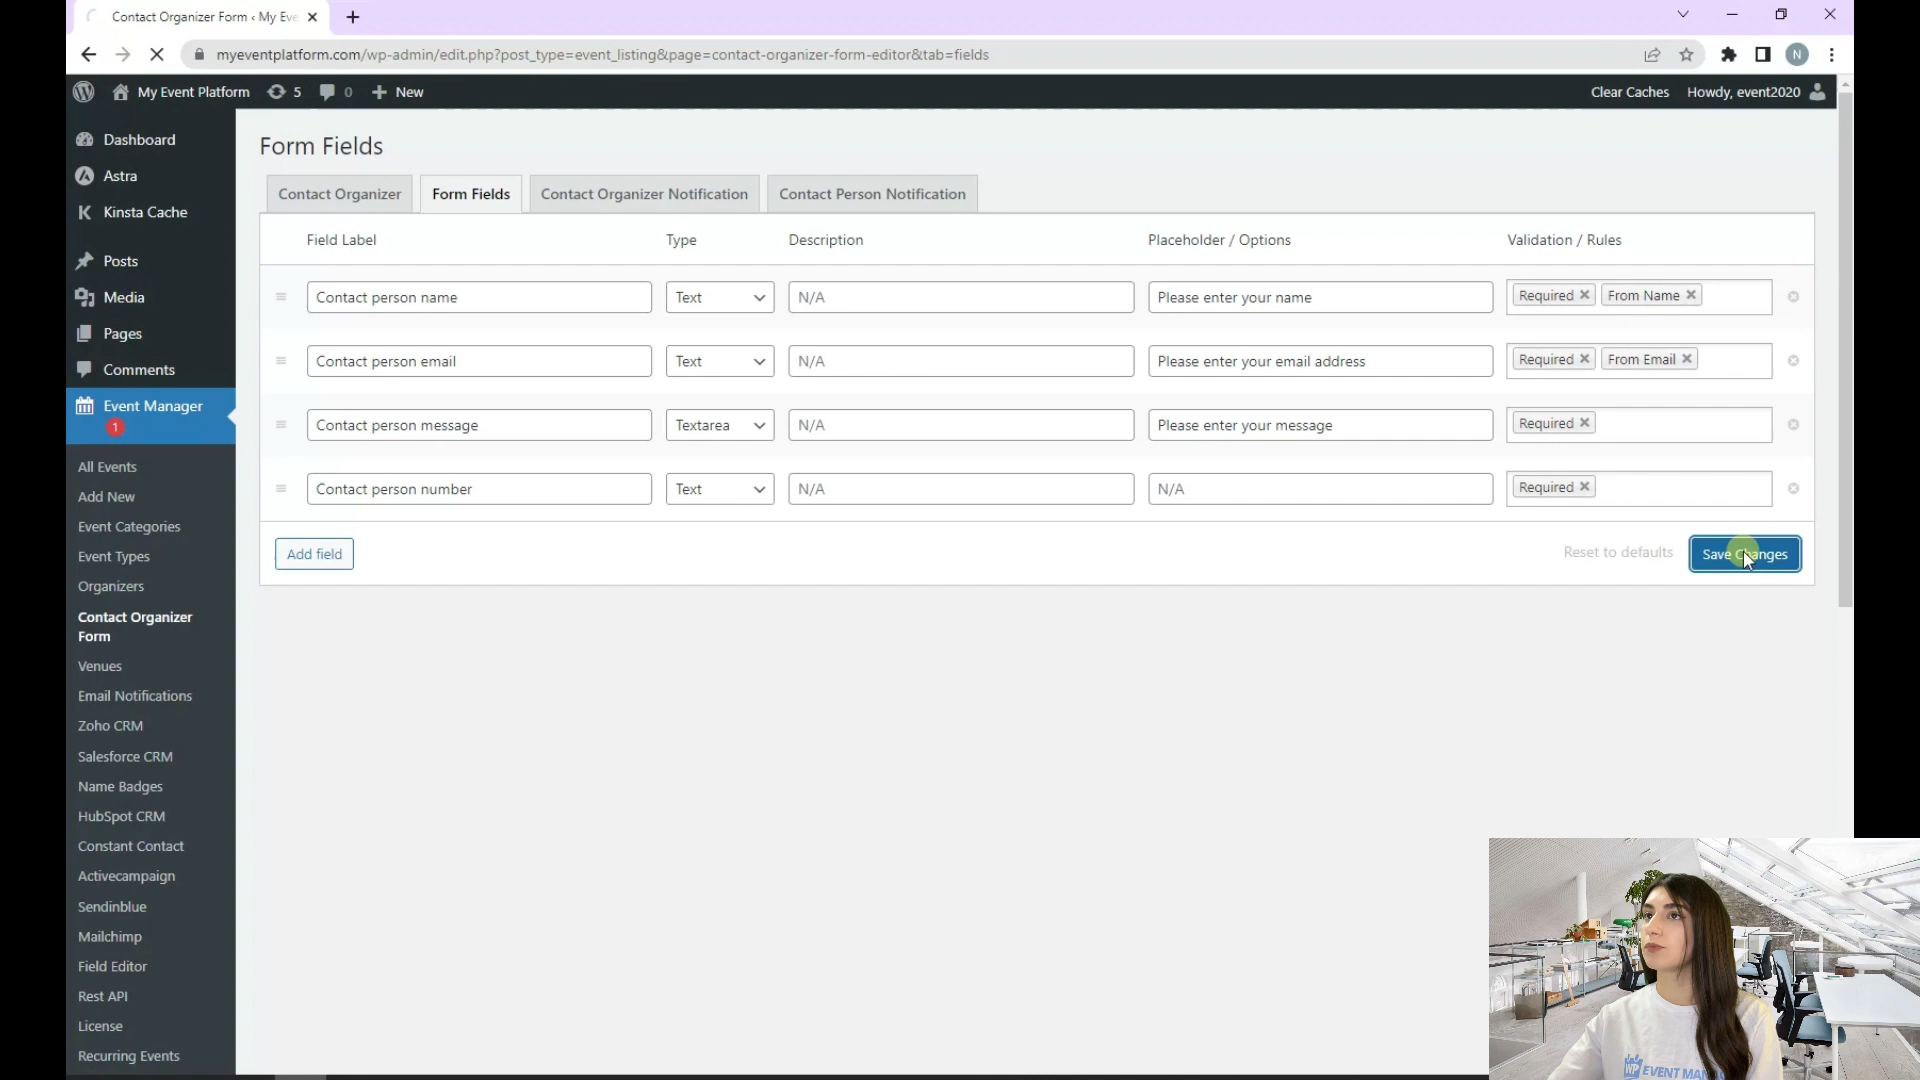 Contact Organizer Form ‹ My Eve
myeventplatform.com/wp-admin/edit.php?post_type=event_listing&page=contact-organizer-form-editor&tab=fields
N
My Event Platform 5 0 New
Clear Caches Howdy, event2020
Dashboard
Astra
Kinsta Cache
Posts
Media
Pages
Comments
Event Manager
1
All Events
Add New
Event Categories
Event Types
Organizers
Contact Organizer
Form
Venues
Email Notifications
Zoho CRM
Salesforce CRM
Name Badges
HubSpot CRM
Constant Contact
Activecampaign
Sendinblue
Mailchimp
Field Editor
Rest API
License
Recurring Events
Form Fields
Contact Organizer Form Fields Contact Organizer Notification Contact Person Notification
Field Label Type Description Placeholder / Options Validation / Rules
Contact person name Text N/A Please enter your name Required From Name
Contact person email Text N/A Please enter your email address Required From Email
Contact person message Textarea N/A Please enter your message Required
Contact person number Text N/A N/A Required
Add field Reset to defaults Save Changes
WP EVENT